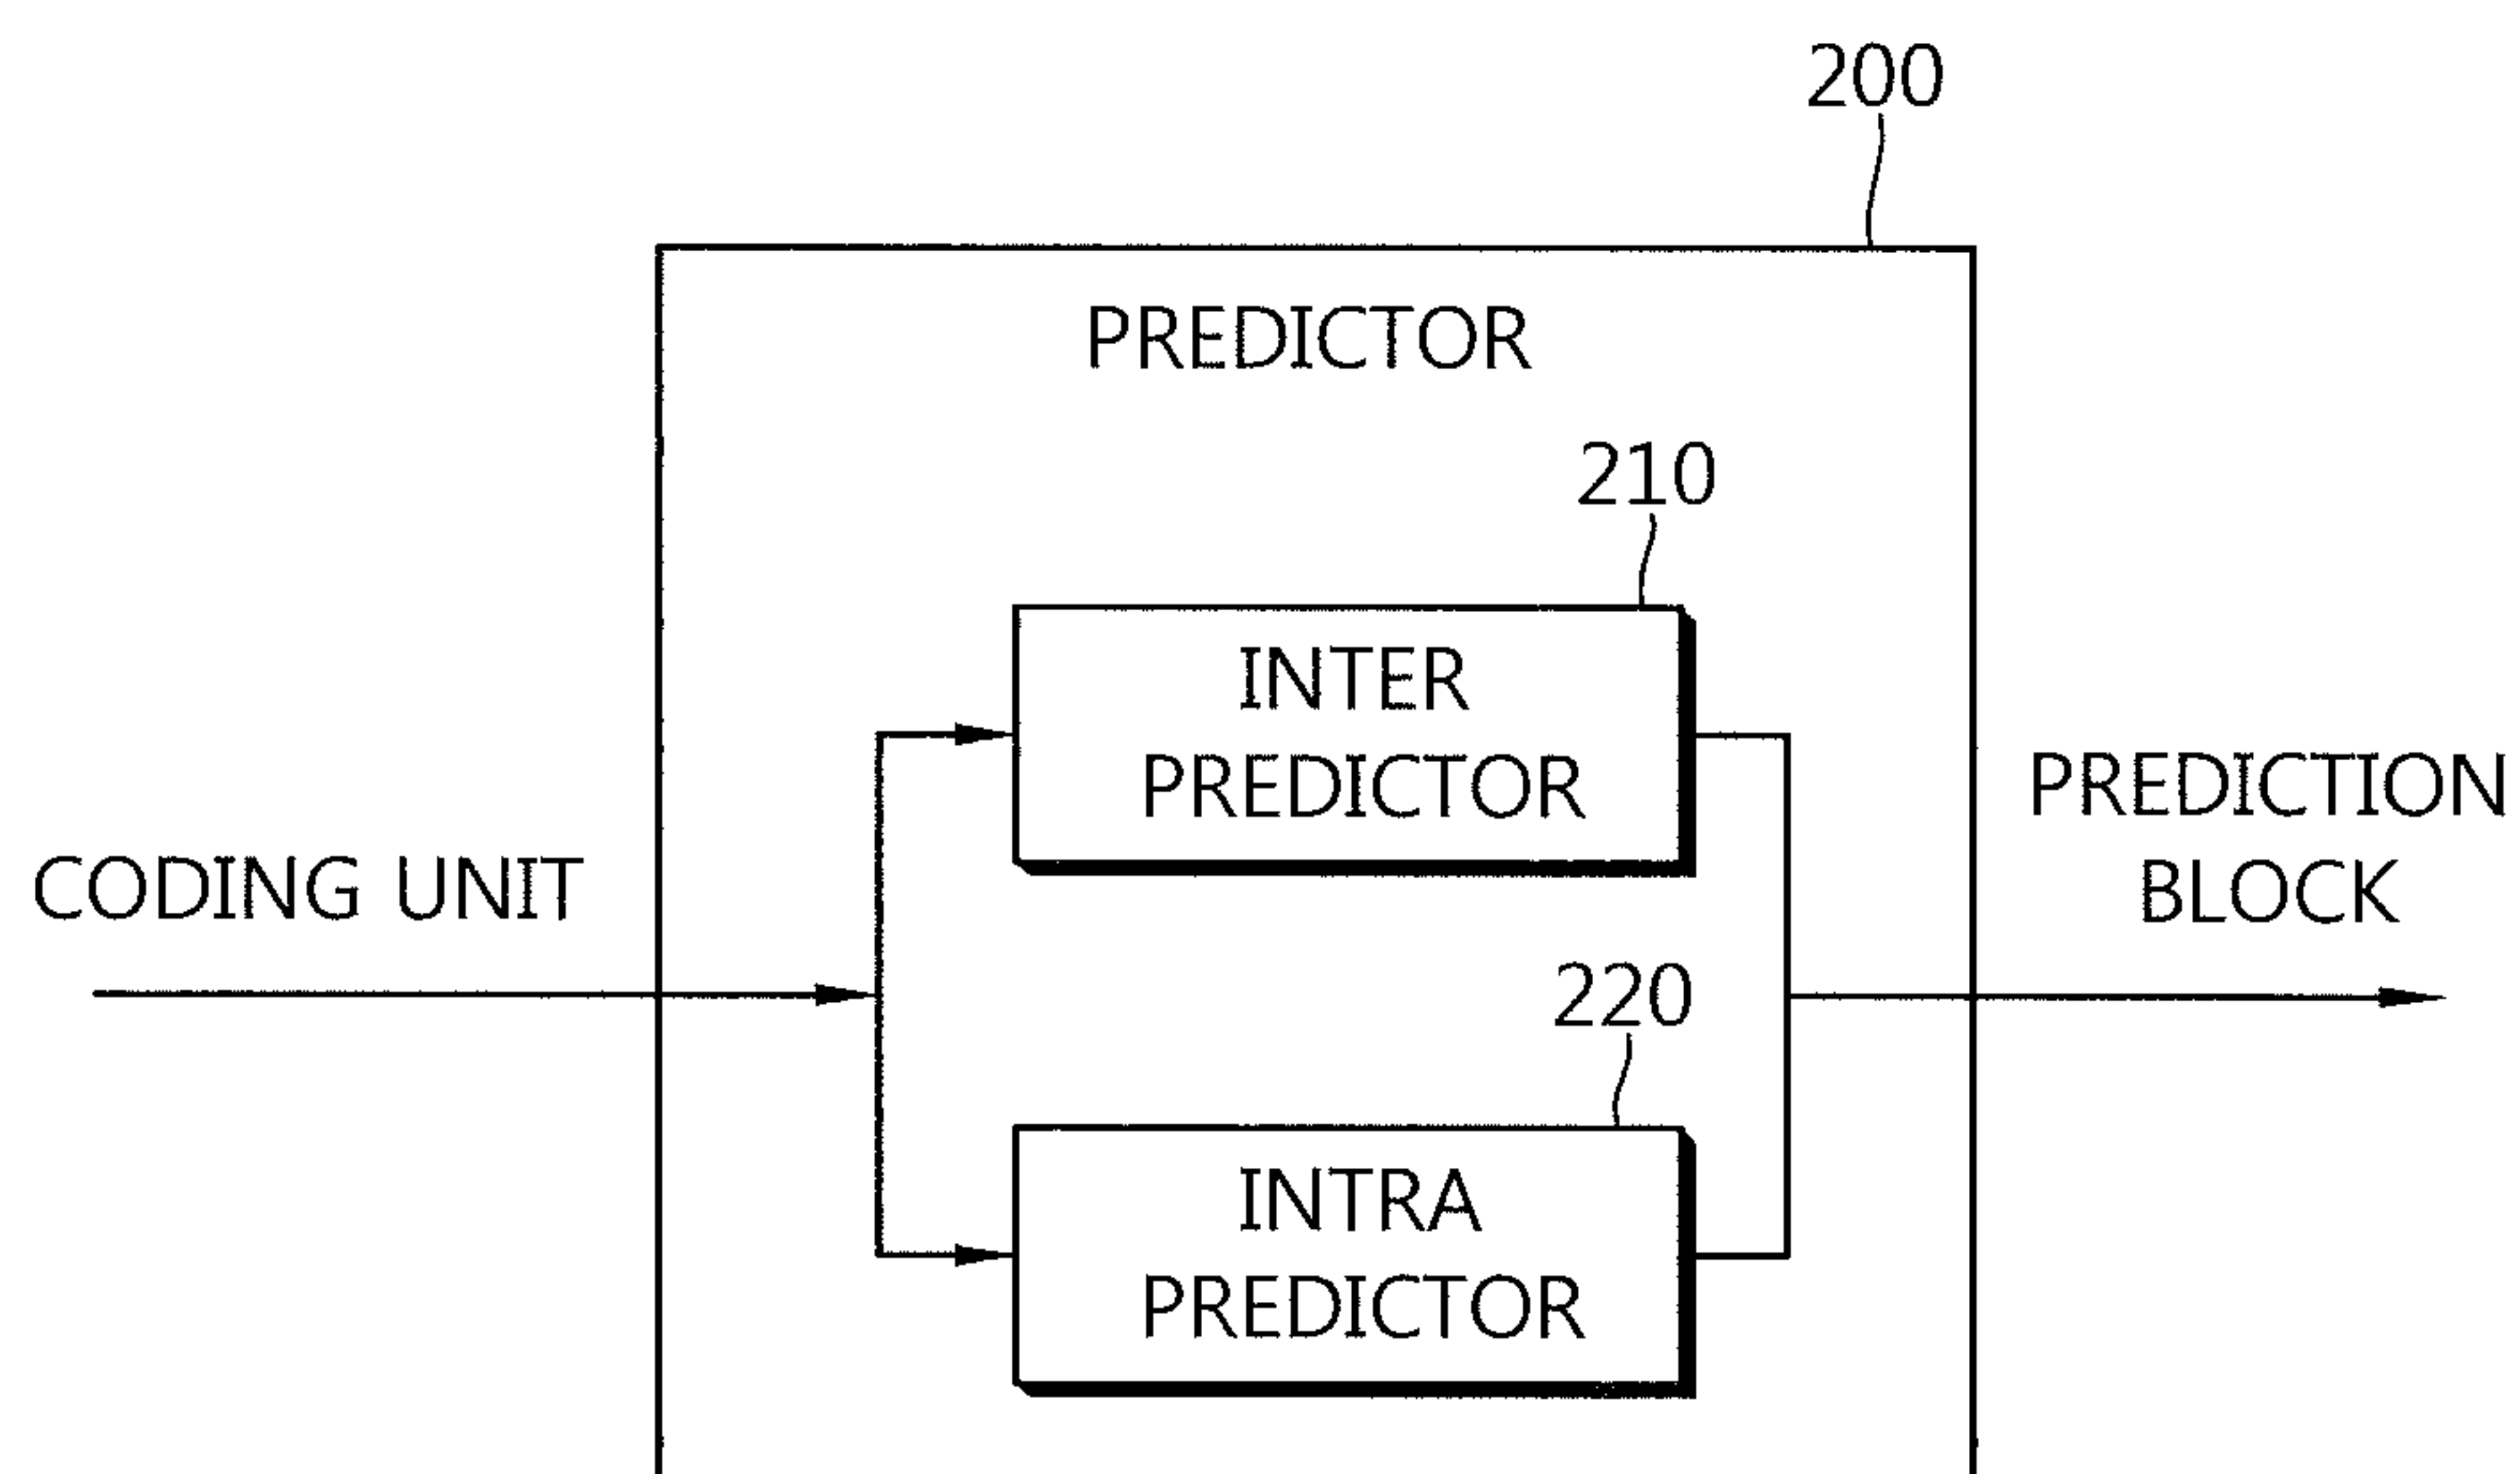 200
PREDICTOR
210
INTER
PREDICTOR
CODING UNIT
PREDICTION
BLOCK
220
INTRA
PREDICTOR